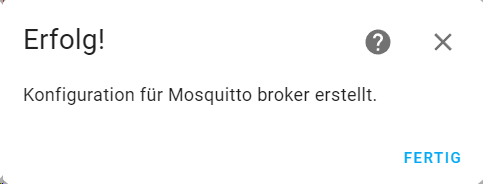 Erfolg!
Konfiguration für Mosquitto broker erstellt.
FERTIG